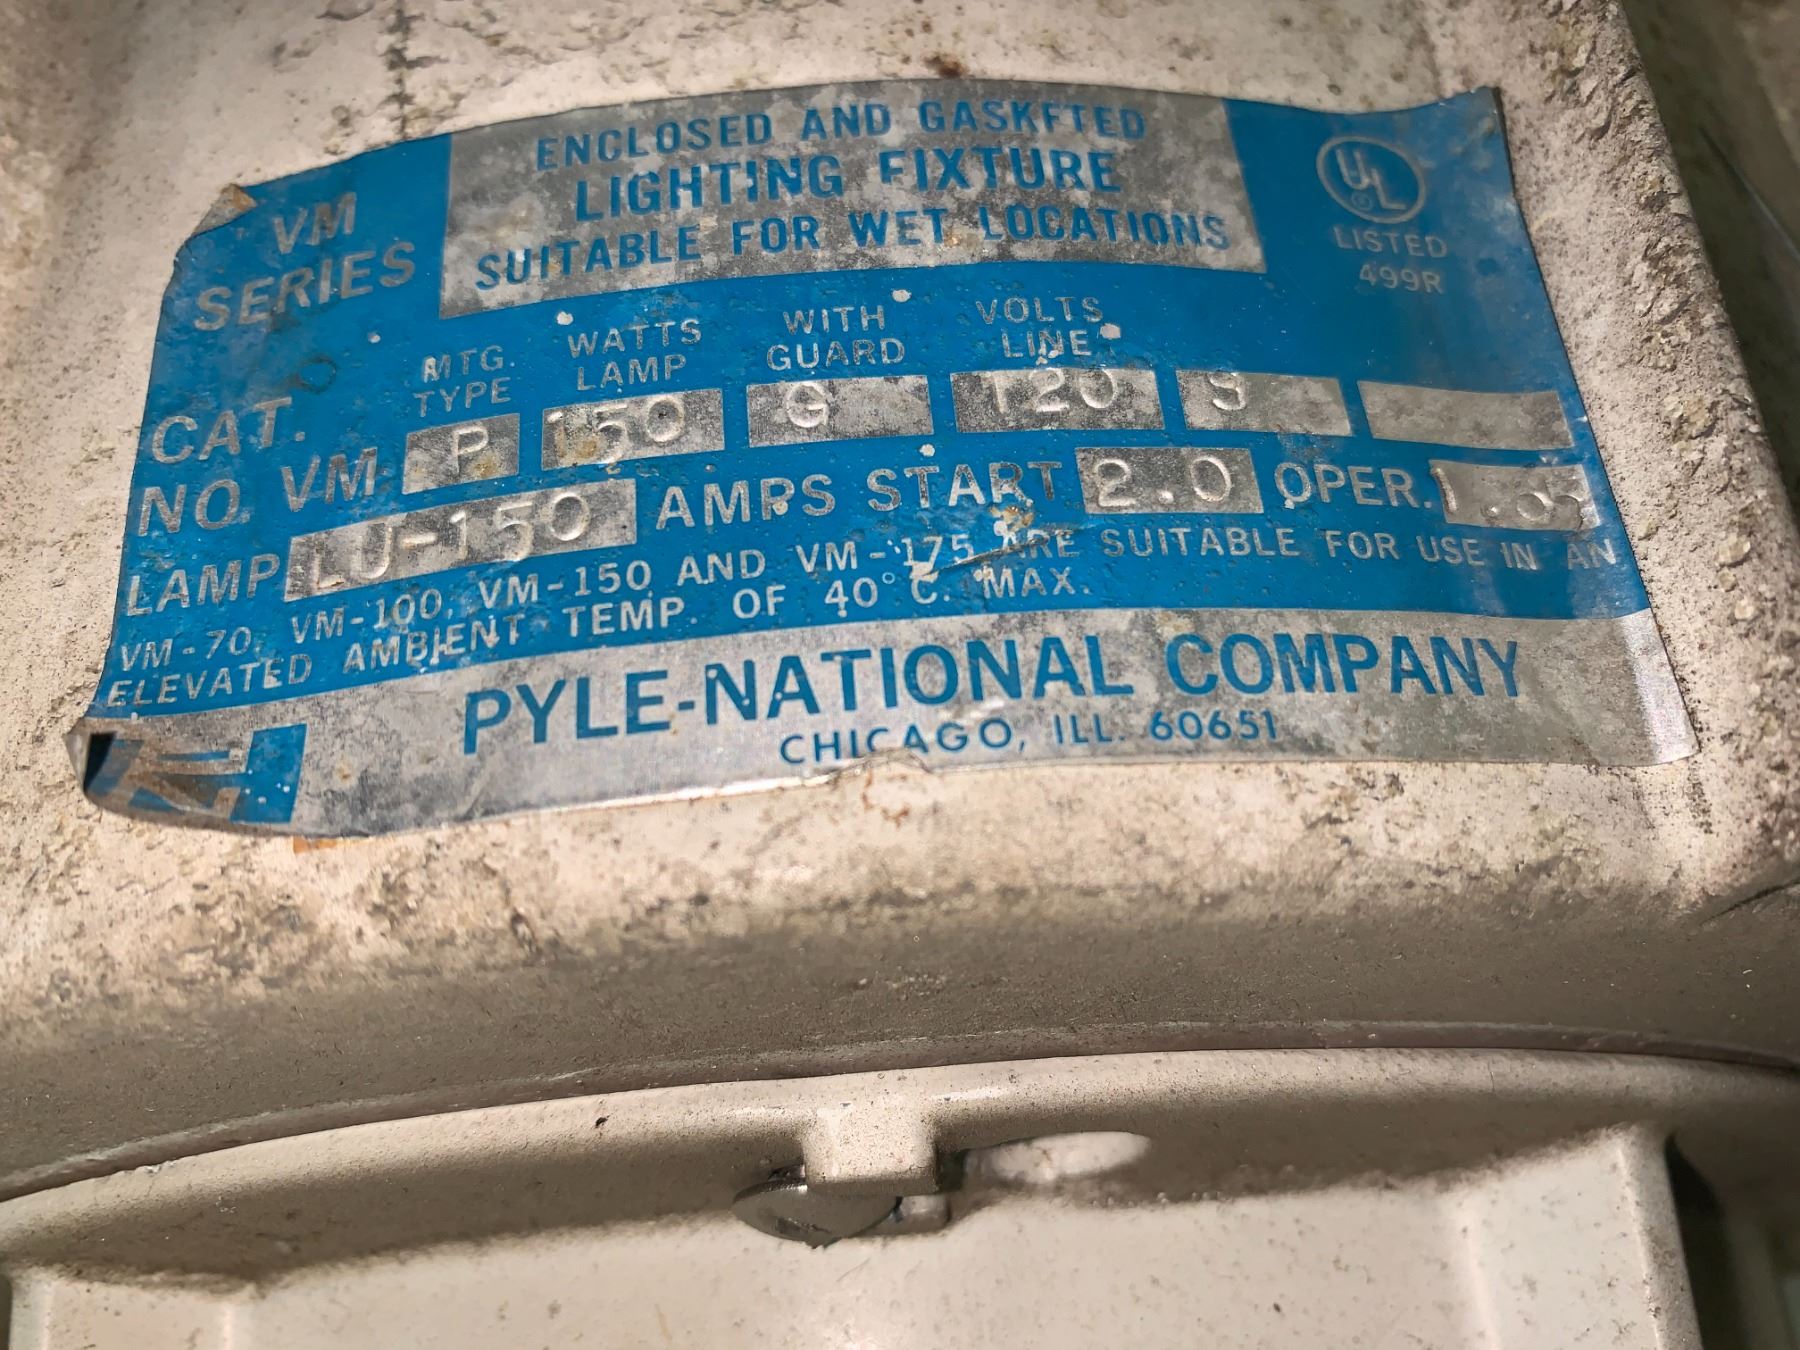 ENCLOSED AND GASKETED
LIGHTING FIXTURE
SUITABLE FOR WET LOCATIONS
VM
SERIES
UL
®
LISTED
499R
MTG. TYPE
WATTS LAMP
WITH GUARD
VOLTS LINE
CAT. NO. VM P 150 G 120 S
LAMP LU-150 AMPS START 2.0 OPER.
VM-70, VM-100, VM-150 AND VM-175 ARE SUITABLE FOR USE IN AN
ELEVATED AMBIENT TEMP. OF 40°C. MAX.
PYLE-NATIONAL COMPANY
CHICAGO, ILL. 60651